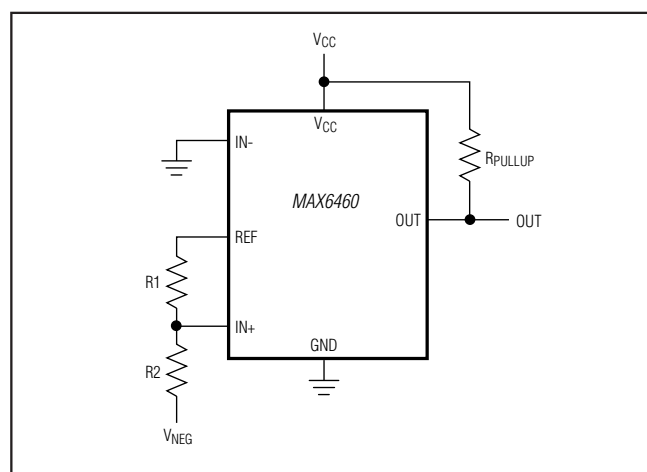 VCC
VCC
IN-
RPULLUP
MAX6460
REF
OUT
OUT
R1
IN+
GND
R2
VNEG